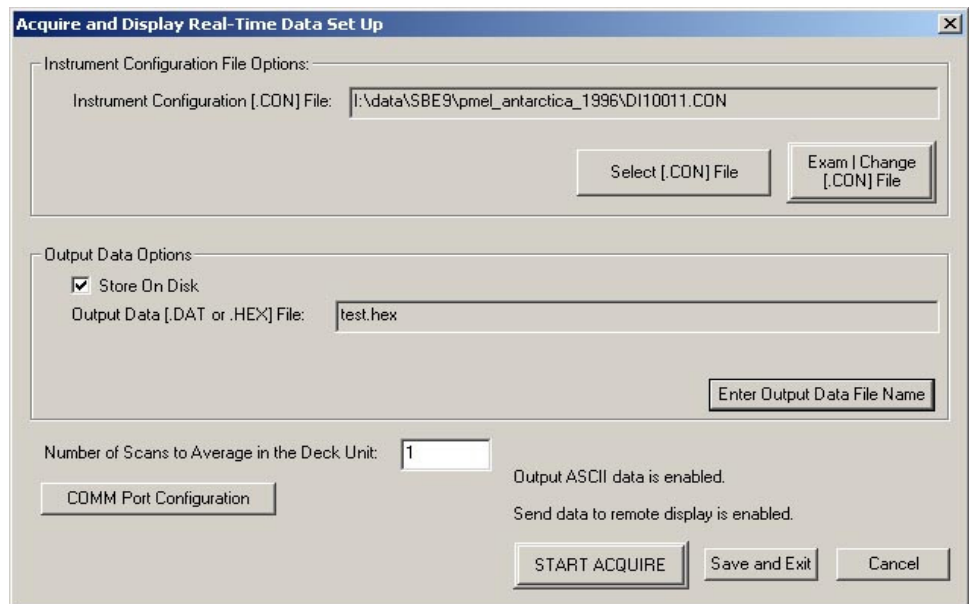 Acquire and Display Real-Time Data Set Up
Instrument Configuration File Options:
Instrument Configuration [.CON] File: I:\data\SBE9\pmel_antarctica_1996\DI10011.CON
Select [.CON] File
Exam | Change
[.CON] File
Output Data Options
Store On Disk
Output Data [.DAT or .HEX] File: test.hex
Enter Output Data File Name
Number of Scans to Average in the Deck Unit: 1
COMM Port Configuration
Output ASCII data is enabled.
Send data to remote display is enabled.
START ACQUIRE
Save and Exit
Cancel